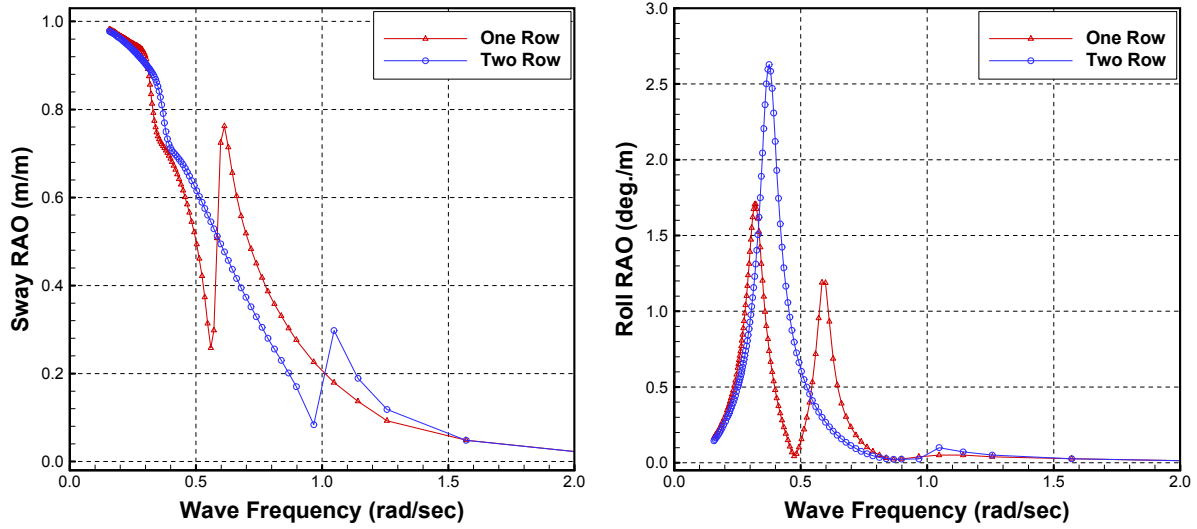 Sway RAO (m/m)
1.0
0.8
0.6
0.4
0.2
0.0
0.0 0.5 1.0 1.5 2.0
Wave Frequency (rad/sec)
One Row
Two Row
Roll RAO (deg./m)
3.0
2.5
2.0
1.5
1.0
0.5
0.0
0.0 0.5 1.0 1.5 2.0
Wave Frequency (rad/sec)
One Row
Two Row